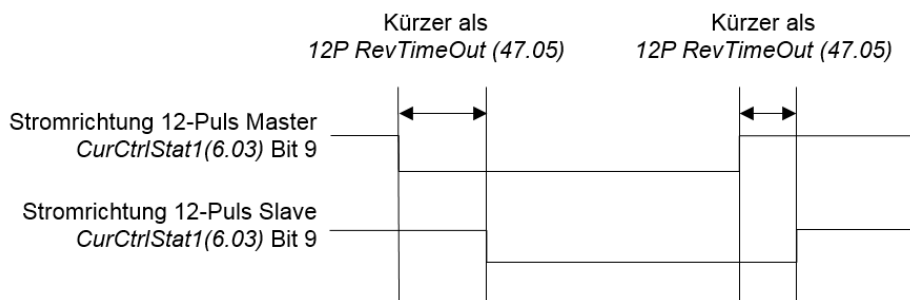 Kürzer als
12P RevTimeOut (47.05)
Kürzer als
12P RevTimeOut (47.05)
Stromrichtung 12-Puls Master
CurCtrlStat1(6.03) Bit 9
Stromrichtung 12-Puls Slave
CurCtrlStat1(6.03) Bit 9